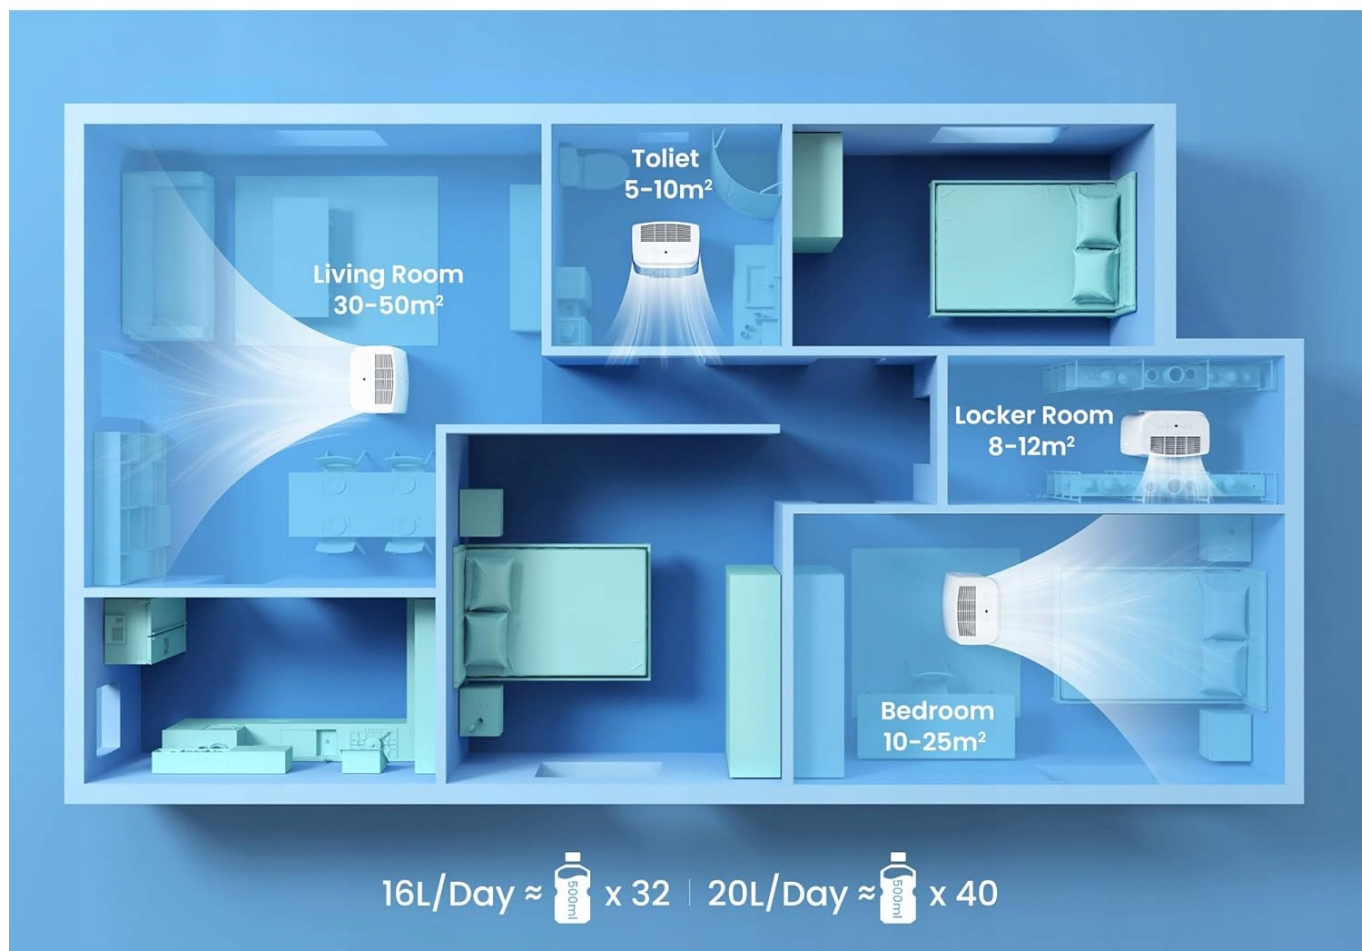 Toliet
5-10m²
Living Room
30-50m²
Locker Room
8-12m²
Bedroom
10-25m²
16L/Day ≈ 500ml x 32 | 20L/Day ≈ 500ml x 40